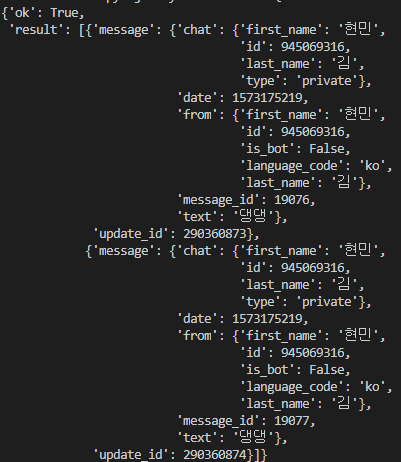 {'ok': True,
 'result': [{'message': {'chat': {'first_name': '현민',
                                  'id': 945069316,
                                  'last_name': '김',
                                  'type': 'private'},
                         'date': 1573175219,
                         'from': {'first_name': '현민',
                                  'id': 945069316,
                                  'is_bot': False,
                                  'language_code': 'ko',
                                  'last_name': '김'},
                         'message_id': 19076,
                         'text': '댕댕'},
             'update_id': 290360873},
            {'message': {'chat': {'first_name': '현민',
                                  'id': 945069316,
                                  'last_name': '김',
                                  'type': 'private'},
                         'date': 1573175219,
                         'from': {'first_name': '현민',
                                  'id': 945069316,
                                  'is_bot': False,
                                  'language_code': 'ko',
                                  'last_name': '김'},
                         'message_id': 19077,
                         'text': '댕댕'},
             'update_id': 290360874}]}